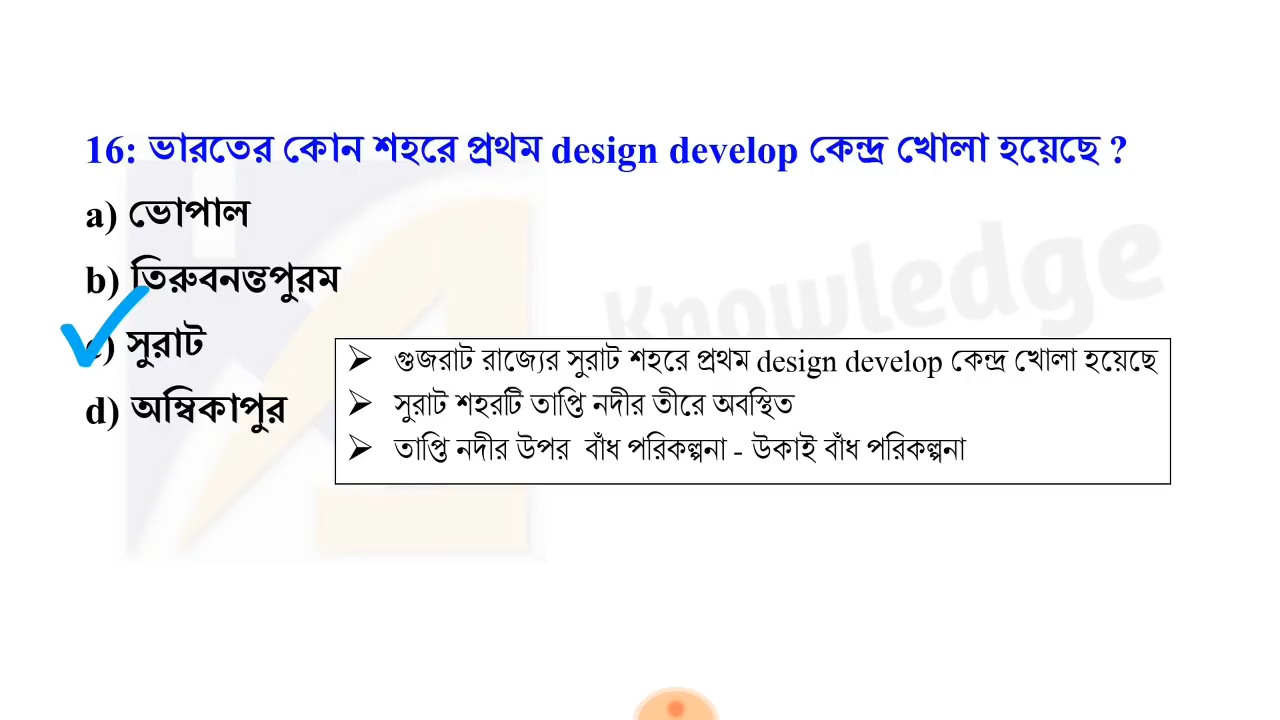 16: ভারতের কোন শহরে প্রথম design develop কেন্দ্র খোলা হয়েছে ?
a) ভোপাল
b) তিরুবনন্তপুরম
c) সুরাট
d) অম্বিকাপুর
Knowledge
➢ গুজরাট রাজ্যের সুরাট শহরে প্রথম design develop কেন্দ্র খোলা হয়েছে
➢ সুরাট শহরটি তাপ্তি নদীর তীরে অবস্থিত
➢ তাপ্তি নদীর উপর বাঁধ পরিকল্পনা - উকাই বাঁধ পরিকল্পনা